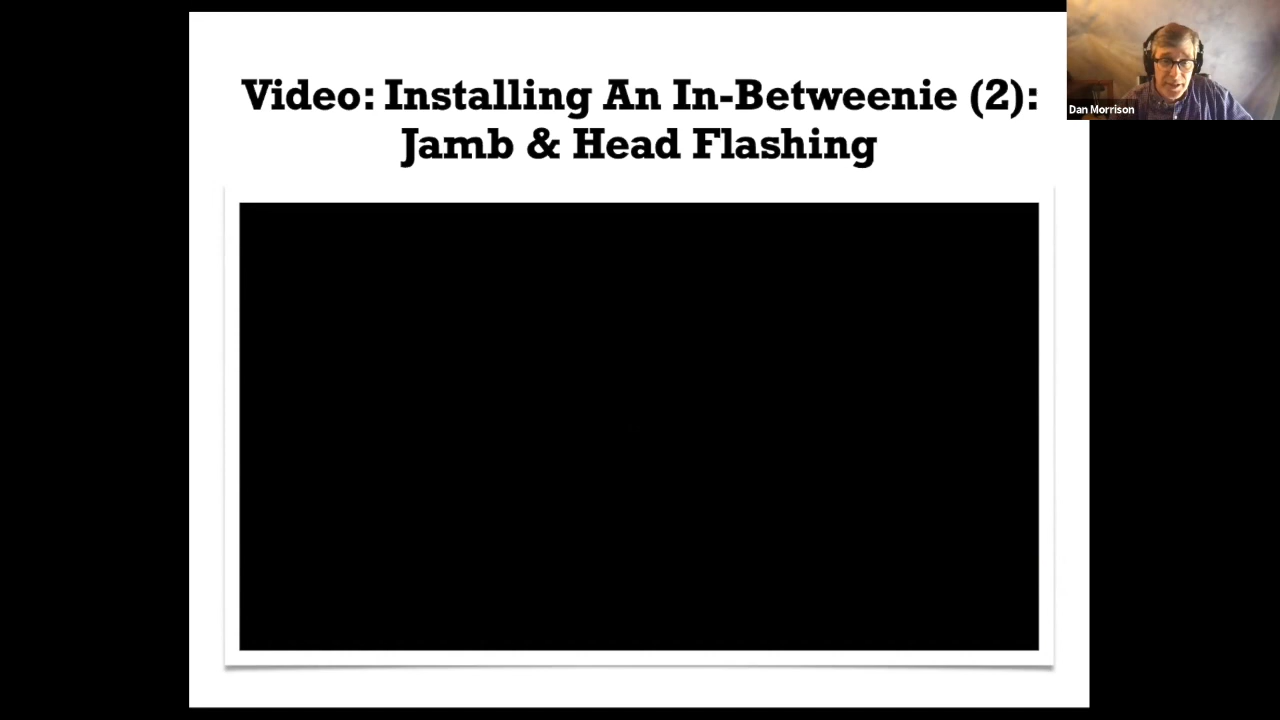 Video: Installing An In-Betweenie (2):
Jamb & Head Flashing
Dan Morrison